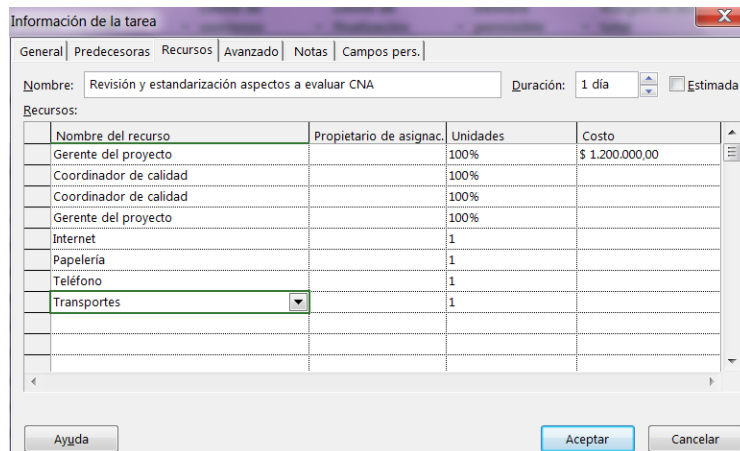 Información de la tarea
X
General Predecesoras Recursos Avanzado Notas Campos pers.
Nombre: Revisión y estandarización aspectos a evaluar CNA Duración: 1 día Estimada
Recursos:
Nombre del recurso Propietario de asignac. Unidades Costo
Gerente del proyecto 100% $ 1.200.000,00
Coordinador de calidad 100%
Coordinador de calidad 100%
Gerente del proyecto 100%
Internet 1
Papelería 1
Teléfono 1
Transportes 1
Ayuda Aceptar Cancelar